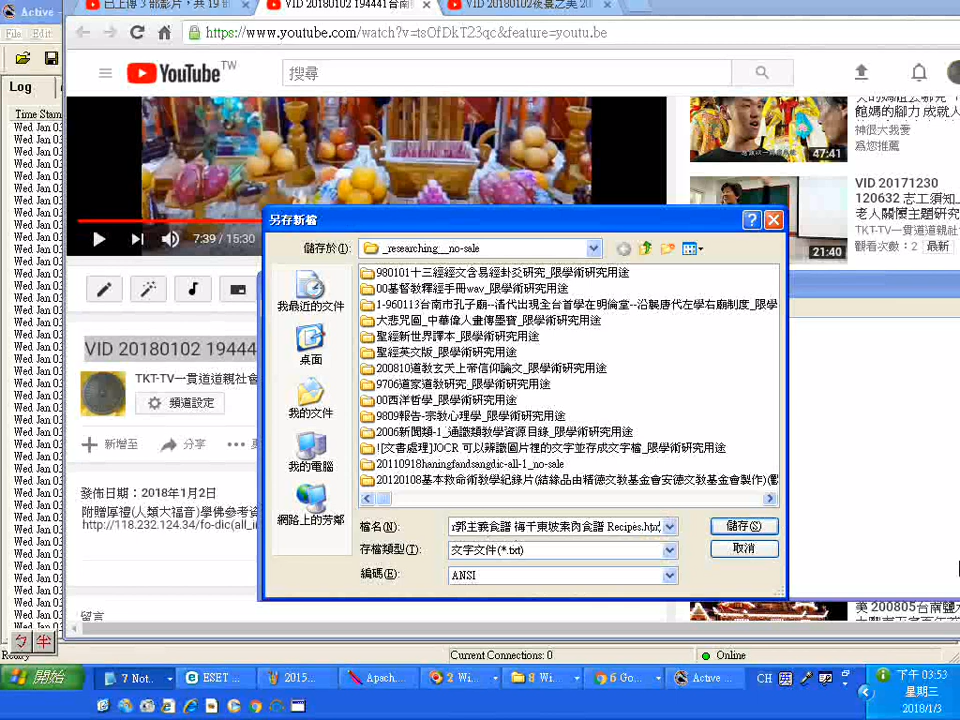 Active -
File Edit
已上傳 3 部影片，共 19 部
VID 20180102 194441台南
VID 20180102夜景之美 20
https://www.youtube.com/watch?v=tsOfDkT23qc&feature=youtu.be
Log
YouTube TW
搜尋
Time Stam
Wed Jan 03
7:39 / 15:30
47:41
館媽的腳力 成就人
神很大我愛
為您推薦
VID 20171230
120632 志工須知
老人關懷主題內容
TKT-TV一貫道道親社會
觀看次數：2 最新
21:40
VID 20180102 19444
TKT-TV一貫道道親社會
頻道設定
新增至
分享
發佈日期：2018年1月2日
附贈厚禮(人類大福音)學佛參考資
http://118.232.124.34/fo-dic(all_i
留言
另存新檔
儲存於(I):
_researching__no-sale
我最近的文件
桌面
我的文件
我的電腦
網路上的芳鄰
980101十三經經文含易經卦爻研究_限學術研究用途
00基督教釋經手冊wav_限學術研究用途
1-960113台南市孔子廟--清代出現全台首學在明倫堂--沿襲唐代左學右廟制度_限學
大悲咒圖_中華偉人畫傳墨寶_限學術研究用途
聖經新世界譯本_限學術研究用途
聖經英文版_限學術研究用途
200810道教玄天上帝信仰論文_限學術研究用途
9706道家道教研究_限學術研究用途
00西洋哲學_限學術研究用途
9809報告-宗教心理學_限學術研究用途
2006新聞類-1_通識類教學資源目錄_限學術研究用途
![文書處理]JOCR 可以辨識圖片裡的文字並存成文字檔_限學術研究用途
20110918haningfandsangdic-all-1_no-sale
20120108基本救命術教學紀錄片(結緣品由精德文教基金會安德文教基金會製作)(
檔名(N):
Recipes.htm
儲存(S)
存檔類型(T):
文字文件(*.txt)
取消
編碼(E):
ANSI
美 200805台南鹽水
Current Connections: 0
Online
ㄅ 半
開始
7 Not...
ESET ...
2015...
Apach...
2 Wi...
8 Wi...
6 Go...
Active ...
CH
下午 03:53
星期三
2018/1/3